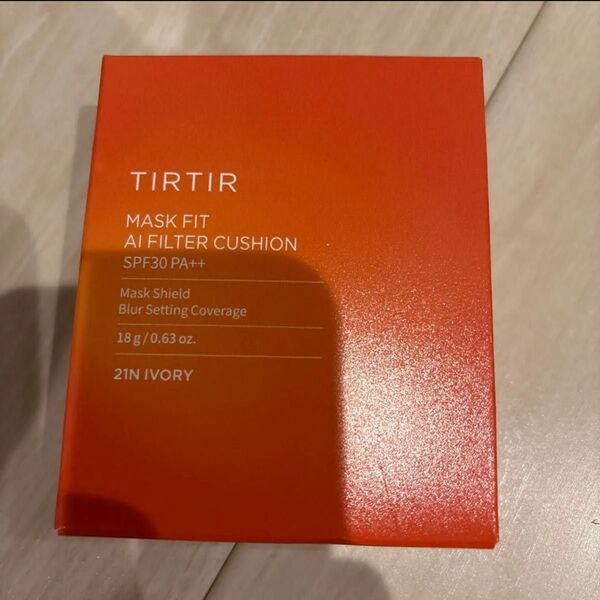 TIRTIR
MASK FIT
AI FILTER CUSHION
SPF30 PA++
Mask Shield
Blur Setting Coverage
18 g / 0.63 oz.
21N IVORY